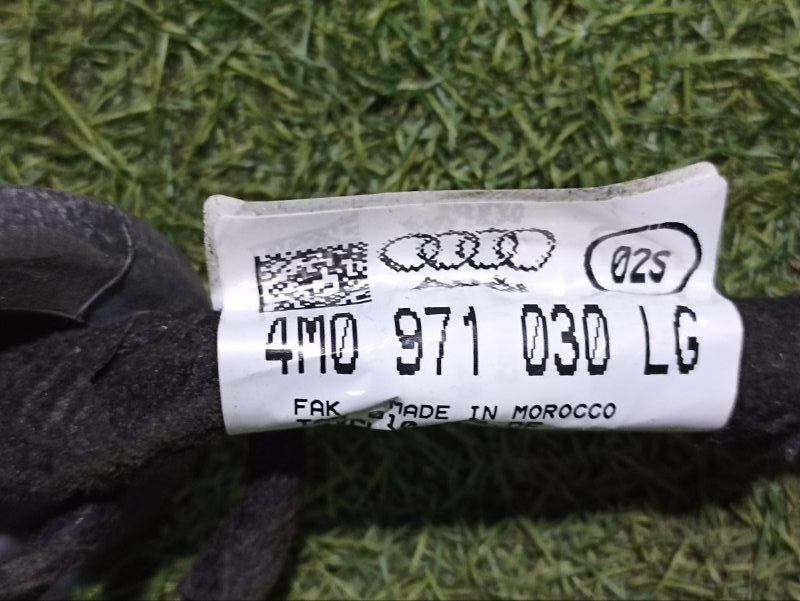 02S
4M0 971 030 LG
FAK MADE IN MOROCCO